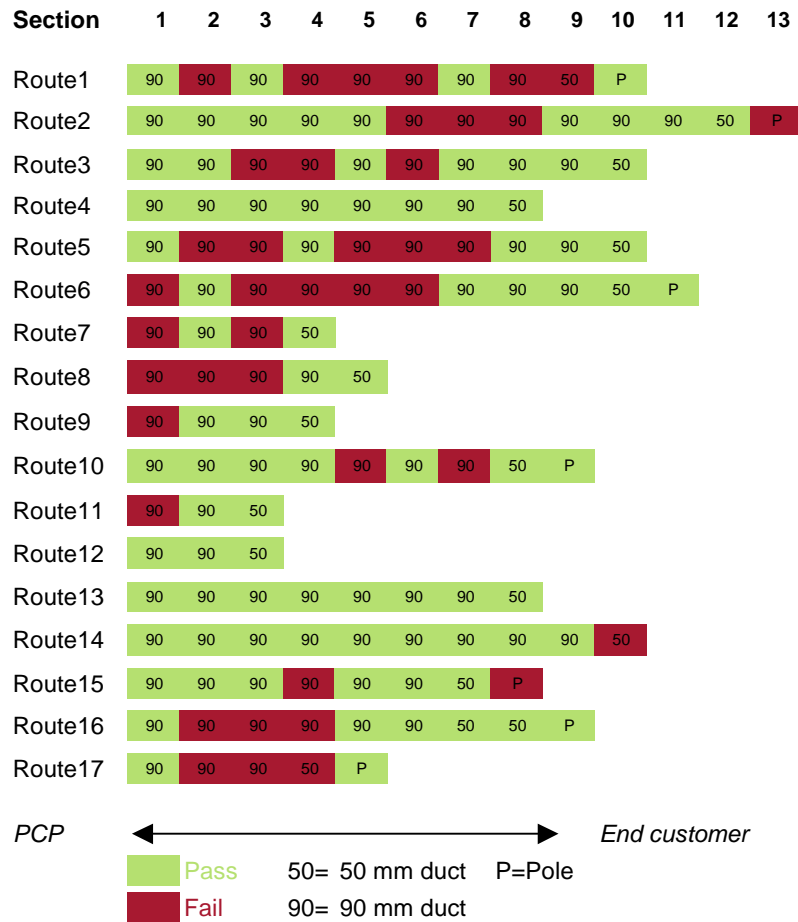 Section 1 2 3 4 5 6 7 8 9 10 11 12 13
Route1 90 90 90 90 90 90 90 90 50 P
Route2 90 90 90 90 90 90 90 90 90 90 90 50 P
Route3 90 90 90 90 90 90 90 90 90 50
Route4 90 90 90 90 90 90 90 50
Route5 90 90 90 90 90 90 90 90 90 50
Route6 90 90 90 90 90 90 90 90 90 50 P
Route7 90 90 90 50
Route8 90 90 90 90 50
Route9 90 90 90 50
Route10 90 90 90 90 90 90 90 50 P
Route11 90 90 50
Route12 90 90 50
Route13 90 90 90 90 90 90 90 50
Route14 90 90 90 90 90 90 90 90 90 50
Route15 90 90 90 90 90 90 50 P
Route16 90 90 90 90 90 90 50 50 P
Route17 90 90 90 50 P
PCP End customer
Pass 50= 50 mm duct P=Pole
Fail 90= 90 mm duct